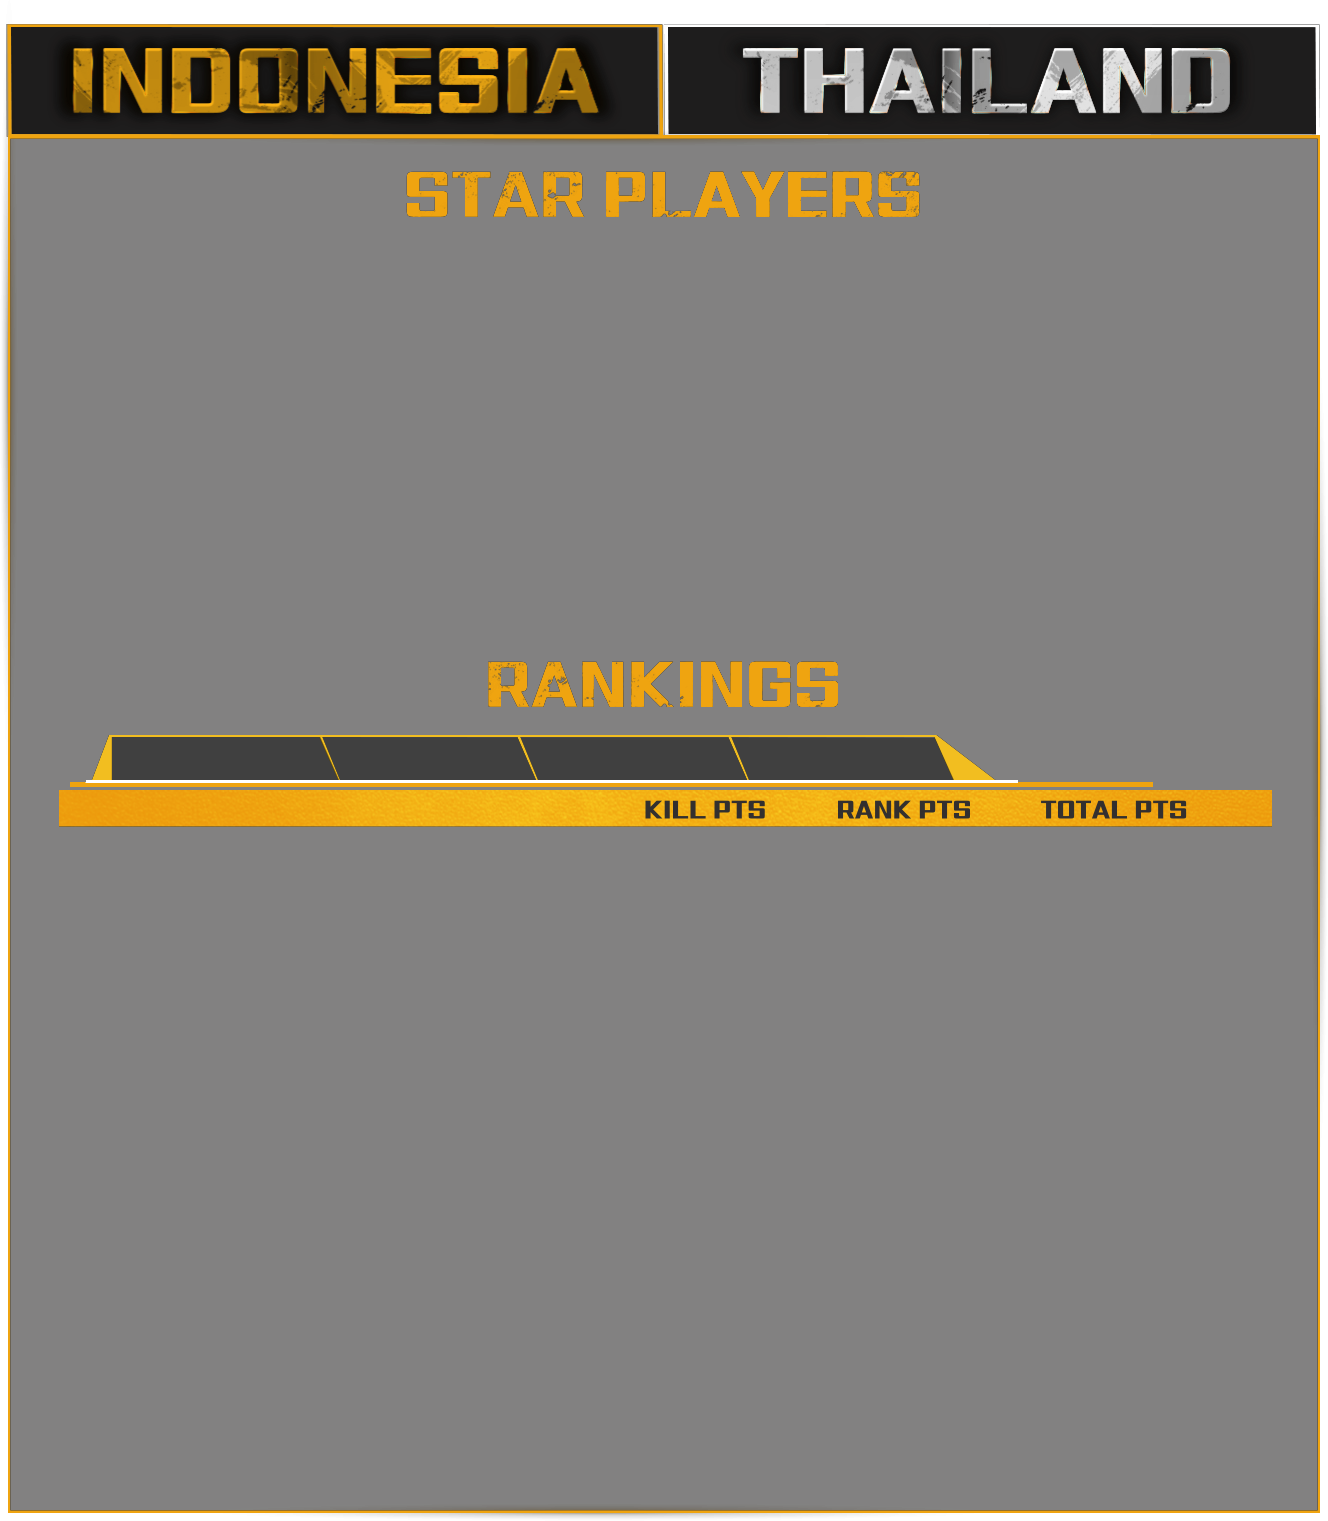 INDONESIA
THAILAND
STAR PLAYERS
RANKINGS
KILL PTS RANK PTS TOTAL PTS